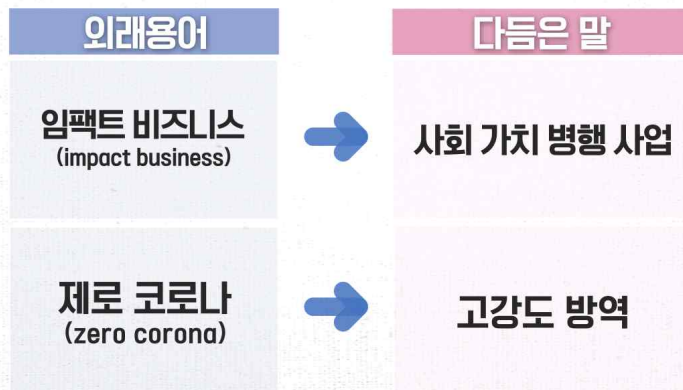 외래용어
다듬은 말
임팩트 비즈니스
(impact business)
사회 가치 병행 사업
제로 코로나
(zero corona)
고강도 방역